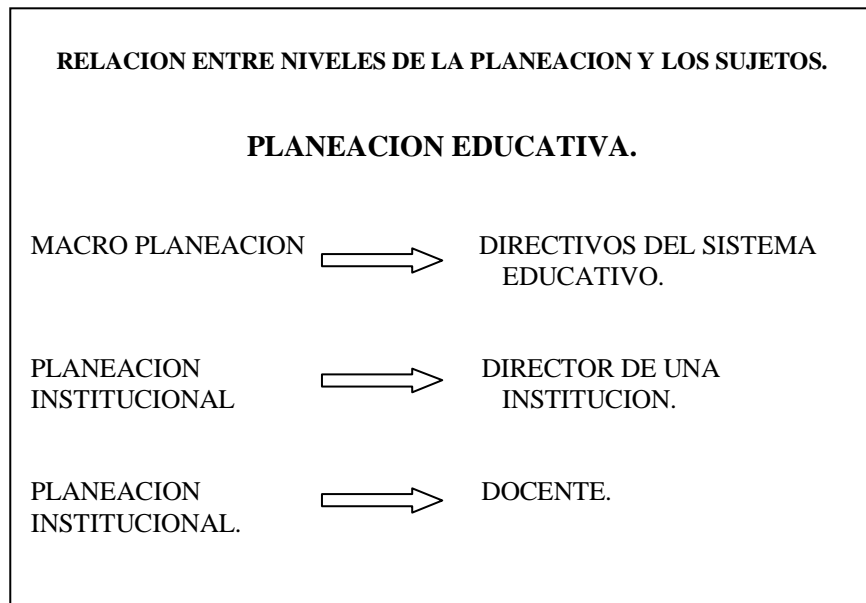 RELACION ENTRE NIVELES DE LA PLANEACION Y LOS SUJETOS.
PLANEACION EDUCATIVA.
MACRO PLANEACION
DIRECTIVOS DEL SISTEMA
EDUCATIVO.
PLANEACION
INSTITUCIONAL
DIRECTOR DE UNA
INSTITUCION.
PLANEACION
INSTITUCIONAL.
DOCENTE.